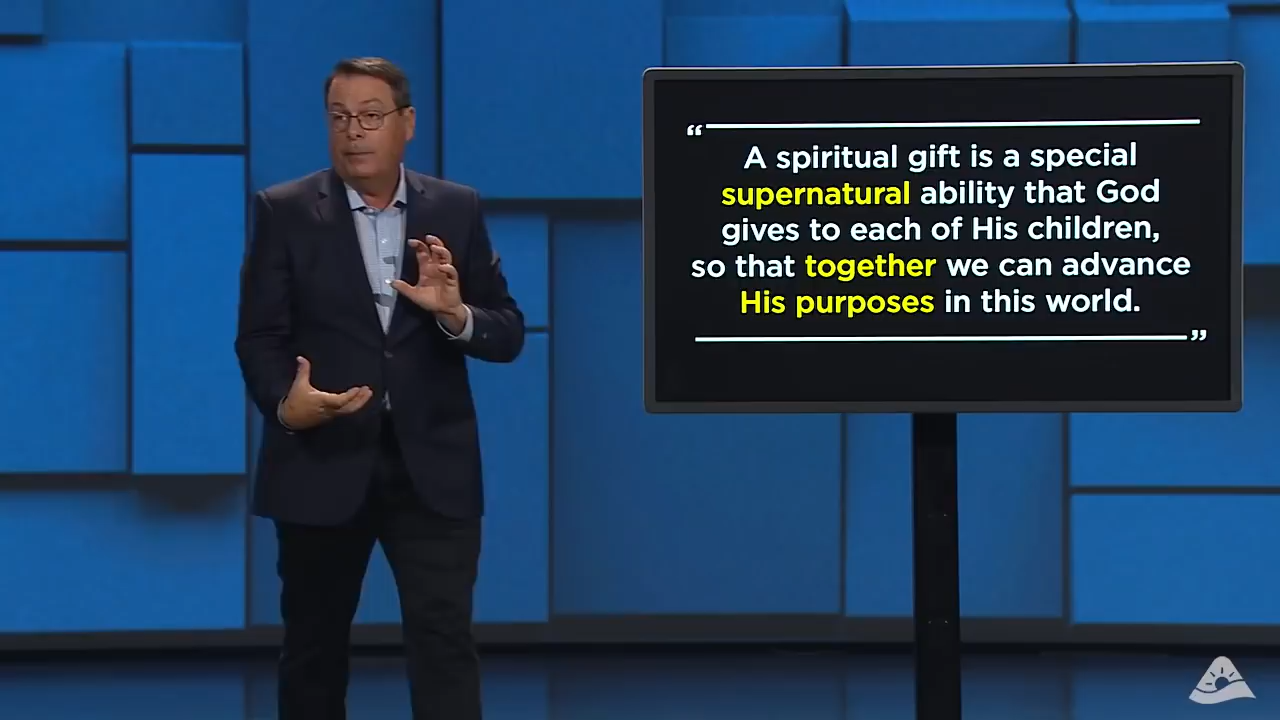 “
A spiritual gift is a special
supernatural ability that God
gives to each of His children,
so that together we can advance
His purposes in this world.
”